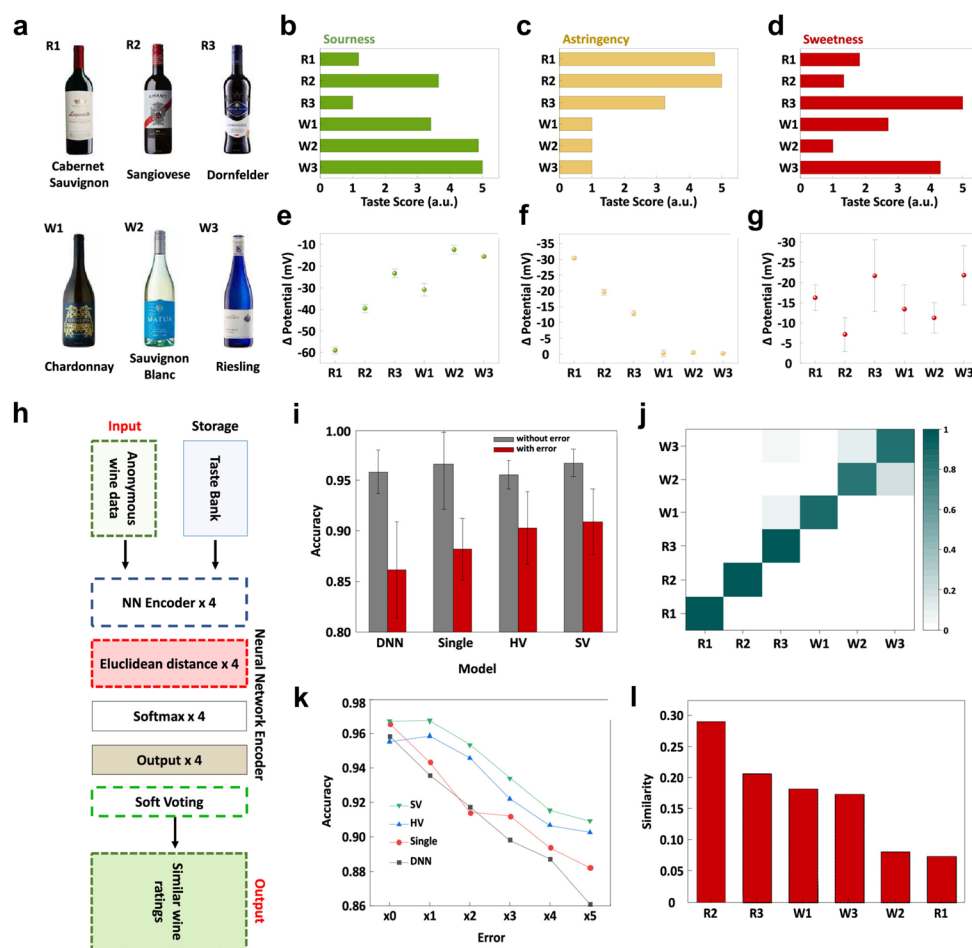 a
R1
R2
R3
Cabernet
Sauvignon
Sangiovese
Dornfelder
W1
W2
W3
MATUA
Chardonnay
Sauvignon
Blanc
Riesling
b
Sourness
R1
R2
R3
W1
W2
W3
0 1 2 3 4 5
Taste Score (a.u.)
c
Astringency
R1
R2
R3
W1
W2
W3
0 1 2 3 4 5
Taste Score (a.u.)
d
Sweetness
R1
R2
R3
W1
W2
W3
0 1 2 3 4 5
Taste Score (a.u.)
e
Δ Potential (mV)
-10
-20
-30
-40
-50
-60
R1 R2 R3 W1 W2 W3
f
Δ Potential (mV)
-35
-30
-25
-20
-15
-10
-5
0
R1 R2 R3 W1 W2 W3
g
Δ Potential (mV)
-30
-25
-20
-15
-10
-5
0
R1 R2 R3 W1 W2 W3
h
Input
Storage
Anonymous
wine data
Taste Bank
NN Encoder x 4
Eluclidean distance x 4
Softmax x 4
Output x 4
Soft Voting
Neural Network Encoder
Similar wine
ratings
Output
i
Accuracy
1.00
0.95
0.90
0.85
0.80
without error
with error
DNN Single HV SV
Model
j
W3
W2
W1
R3
R2
R1
R1 R2 R3 W1 W2 W3
1
0.8
0.6
0.4
0.2
0
k
Accuracy
0.98
0.96
0.94
0.92
0.90
0.88
0.86
SV
HV
Single
DNN
x0 x1 x2 x3 x4 x5
Error
l
Similarity
0.30
0.25
0.20
0.15
0.10
0.05
0
R2 R3 W1 W3 W2 R1